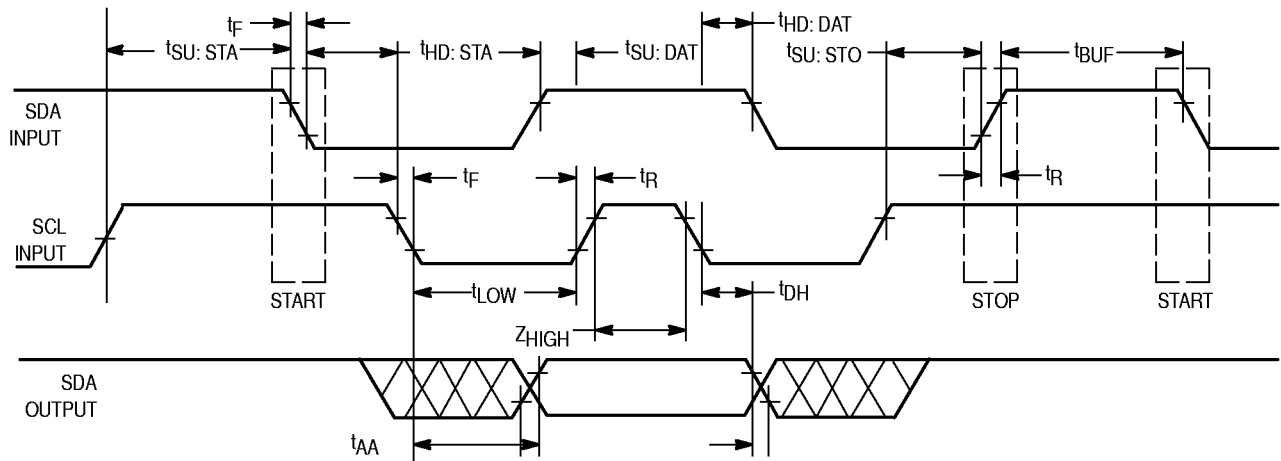 tF
tSU: STA
tHD: STA
tSU: DAT
tHD: DAT
tSU: STO
tBUF
SDA
INPUT
tF
tR
tR
SCL
INPUT
START
tLOW
tDH
STOP
START
ZHIGH
SDA
OUTPUT
tAA